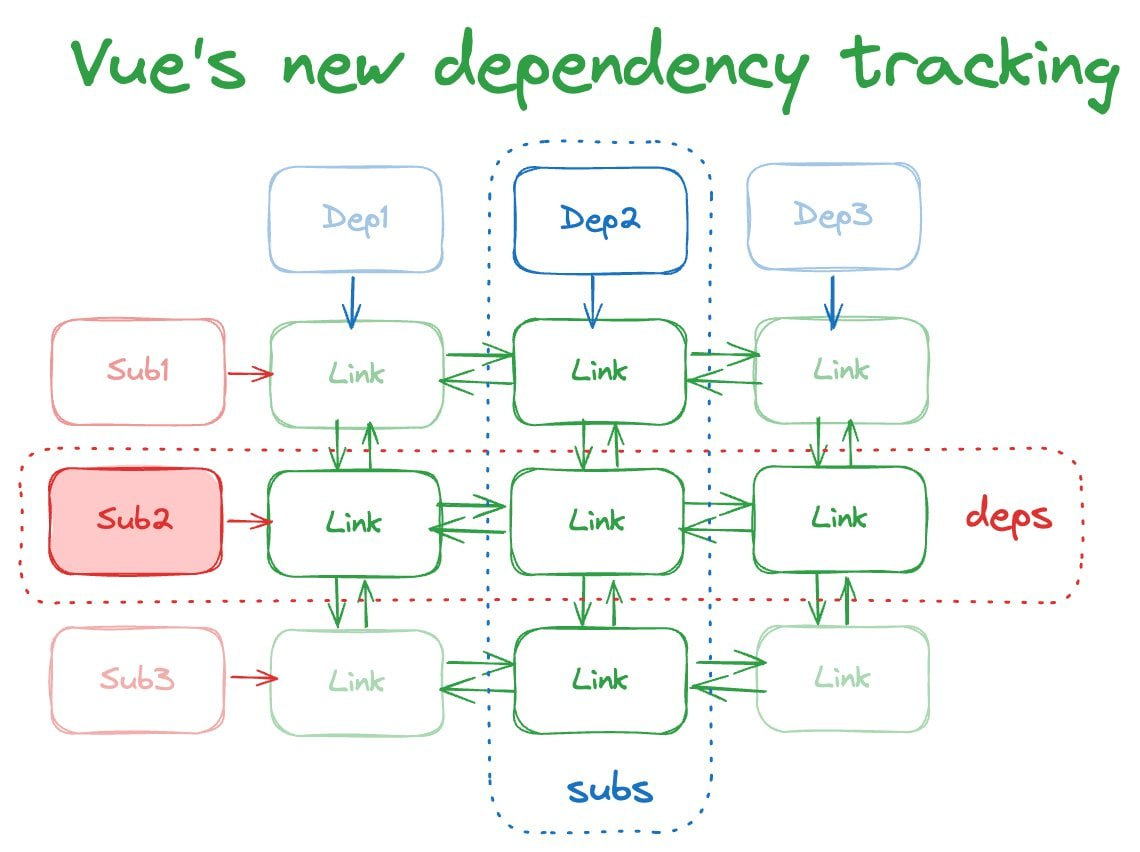 Vue's new dependency tracking
Dep1 Dep2 Dep3
Sub1 Link Link Link
Sub2 Link Link Link deps
Sub3 Link Link Link
subs